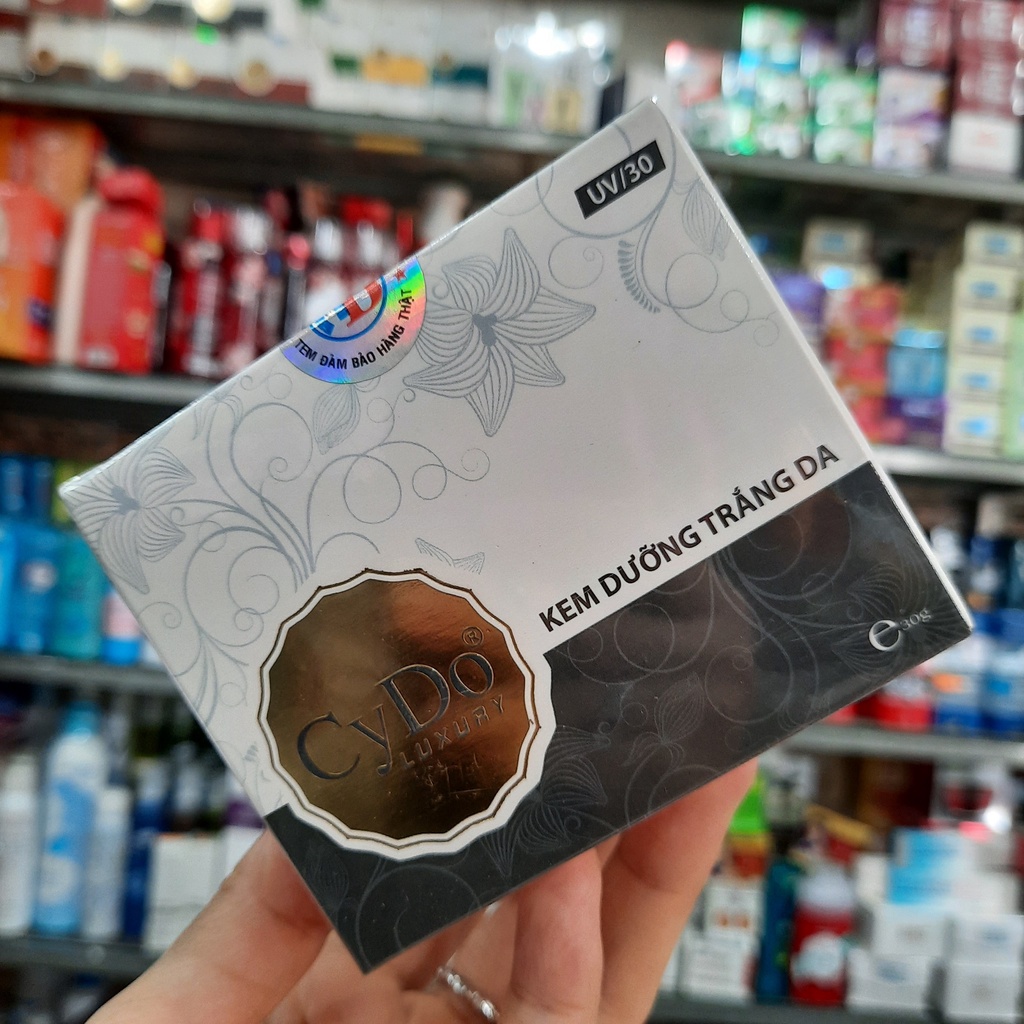 UV/30
TEM ĐẢM BẢO HÀNG THẬT
KEM DƯỠNG TRẮNG DA
CyDo®
LUXURY
e 30g